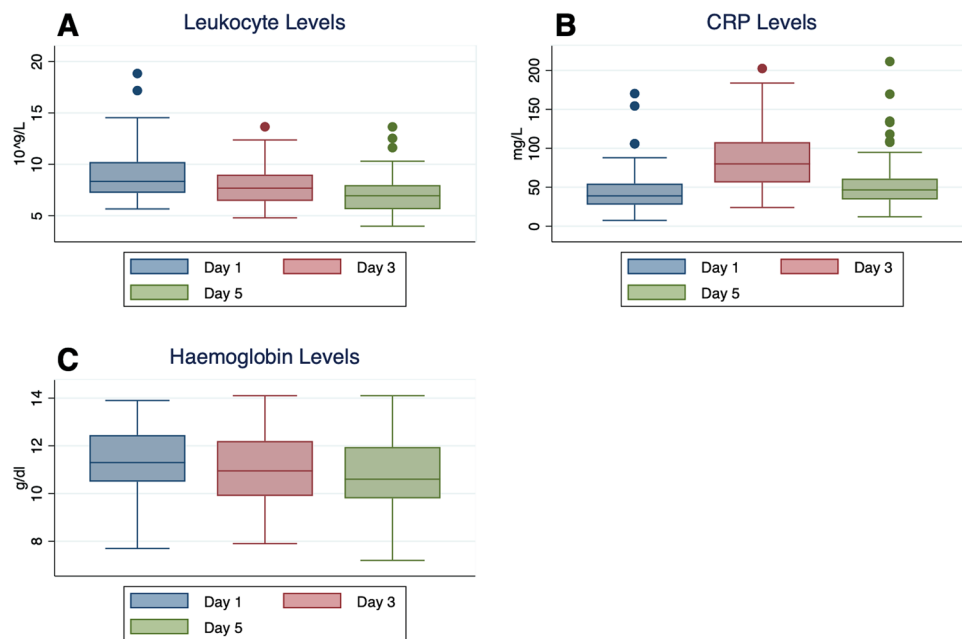 A
Leukocyte Levels
10^9/L
20
15
10
5
Day 1
Day 3
Day 5
B
CRP Levels
mg/L
200
150
100
50
0
Day 1
Day 3
Day 5
C
Haemoglobin Levels
g/dl
14
12
10
8
Day 1
Day 3
Day 5